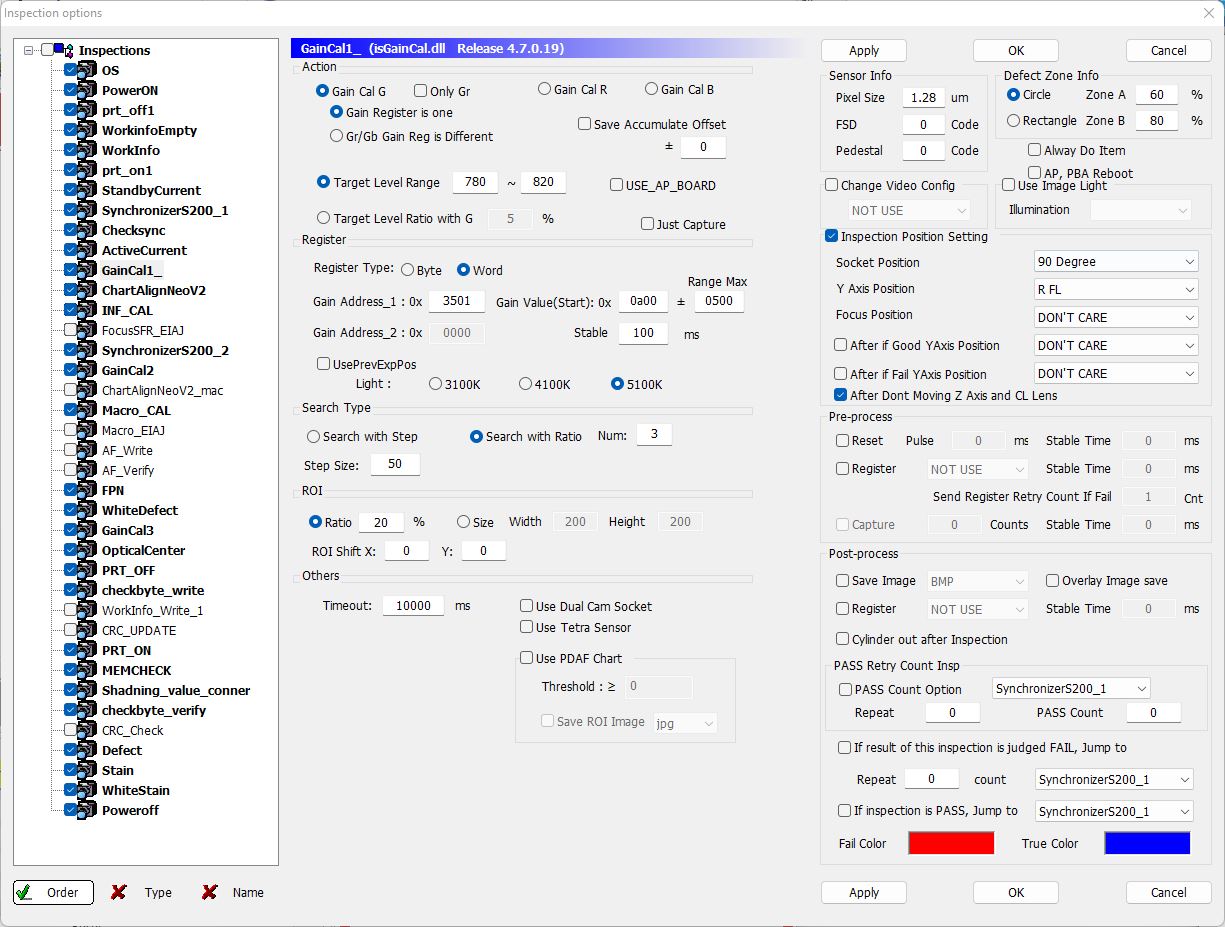 Inspection options
Inspections
OS
PowerON
prt_off1
WorkinfoEmpty
WorkInfo
prt_on1
StandbyCurrent
SynchronizerS200_1
Checksync
ActiveCurrent
GainCal1_
ChartAlignNeoV2
INF_CAL
FocusSFR_EIAJ
SynchronizerS200_2
GainCal2
ChartAlignNeoV2_mac
Macro_CAL
Macro_EIAJ
AF_Write
AF_Verify
FPN
WhiteDefect
GainCal3
OpticalCenter
PRT_OFF
checkbyte_write
WorkInfo_Write_1
CRC_UPDATE
PRT_ON
MEMCHECK
Shadning_value_conner
checkbyte_verify
CRC_Check
Defect
Stain
WhiteStain
Poweroff
Order Type Name
GainCal1_ (isGainCal.dll Release 4.7.0.19)
Action
Gain Cal G Only Gr Gain Cal R Gain Cal B
Gain Register is one
Gr/Gb Gain Reg is Different
Save Accumulate Offset
± 0
Target Level Range 780 ~ 820 USE_AP_BOARD
Target Level Ratio with G 5 %
Just Capture
Register
Register Type: Byte Word
Range Max
Gain Address_1 : 0x 3501 Gain Value(Start): 0x 0a00 ± 0500
Gain Address_2 : 0x 0000 Stable 100 ms
UsePrevExpPos
Light : 3100K 4100K 5100K
Search Type
Search with Step Search with Ratio Num: 3
Step Size: 50
ROI
Ratio 20 % Size Width 200 Height 200
ROI Shift X: 0 Y: 0
Others
Timeout: 10000 ms
Use Dual Cam Socket
Use Tetra Sensor
Use PDAF Chart
Threshold : ≥ 0
Save ROI Image jpg
Apply OK Cancel
Sensor Info
Pixel Size 1.28 um
FSD 0 Code
Pedestal 0 Code
Defect Zone Info
Circle Zone A 60 %
Rectangle Zone B 80 %
Alway Do Item
AP, PBA Reboot
Change Video Config
NOT USE
Use Image Light
Illumination
Inspection Position Setting
Socket Position 90 Degree
Y Axis Position R FL
Focus Position DON'T CARE
After if Good YAxis Position DON'T CARE
After if Fail YAxis Position DON'T CARE
After Dont Moving Z Axis and CL Lens
Pre-process
Reset Pulse 0 ms Stable Time 0 ms
Register NOT USE Stable Time 0 ms
Send Register Retry Count If Fail 1 Cnt
Capture 0 Counts Stable Time 0 ms
Post-process
Save Image BMP Overlay Image save
Register NOT USE Stable Time 0 ms
Cylinder out after Inspection
PASS Retry Count Insp
PASS Count Option SynchronizerS200_1
Repeat 0 PASS Count 0
If result of this inspection is judged FAIL, Jump to
Repeat 0 count SynchronizerS200_1
If inspection is PASS, Jump to SynchronizerS200_1
Fail Color True Color
Apply OK Cancel